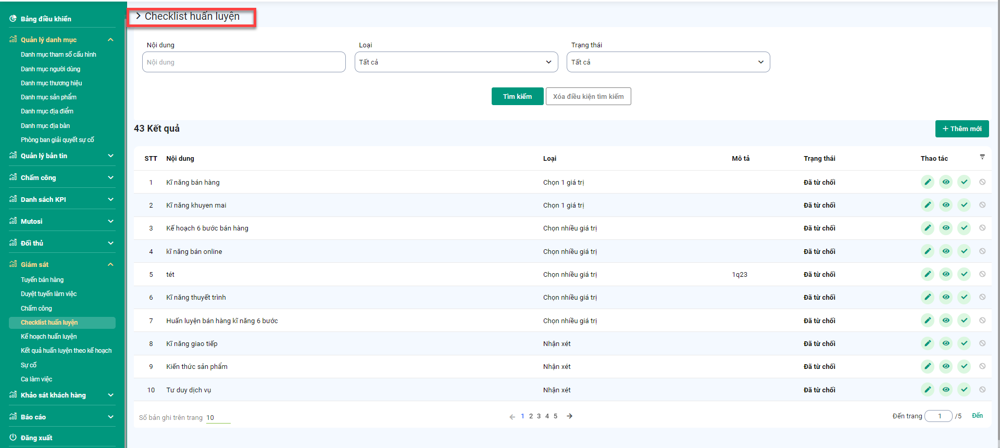 Bảng điều khiển
Quản lý danh mục
Danh mục tham số cấu hình
Danh mục người dùng
Danh mục thương hiệu
Danh mục sản phẩm
Danh mục địa điểm
Danh mục địa bàn
Phòng ban giải quyết sự cố
Quản lý bản tin
Chấm công
Danh sách KPI
Mutosi
Đối thủ
Giám sát
Tuyến bán hàng
Duyệt tuyến làm việc
Chấm công
Checklist huấn luyện
Kế hoạch huấn luyện
Kết quả huấn luyện theo kế hoạch
Sự cố
Ca làm việc
Khảo sát khách hàng
Báo cáo
Đăng xuất
Checklist huấn luyện
Nội dung Loại Trạng thái
Nội dung Tất cả Tất cả
Tìm kiếm Xóa điều kiện tìm kiếm
43 Kết quả
+ Thêm mới
STT Nội dung Loại Mô tả Trạng thái Thao tác
1 Kĩ năng bán hàng Chọn 1 giá trị Đã từ chối
2 Kĩ năng khuyen mai Chọn 1 giá trị Đã từ chối
3 Kế hoạch 6 bước bán hàng Chọn nhiều giá trị Đã từ chối
4 kĩ năng bán online Chọn nhiều giá trị Đã từ chối
5 tét Chọn nhiều giá trị 1q23 Đã từ chối
6 Kĩ năng thuyết trình Chọn nhiều giá trị Đã từ chối
7 Huấn luyện bán hàng kĩ năng 6 bước Chọn nhiều giá trị Đã từ chối
8 Kĩ năng giao tiếp Nhận xét Đã từ chối
9 Kiến thức sản phẩm Nhận xét Đã từ chối
10 Tư duy dịch vụ Nhận xét Đã từ chối
Số bản ghi trên trang 10 1 2 3 4 5 Đến trang 1 /5 Đến